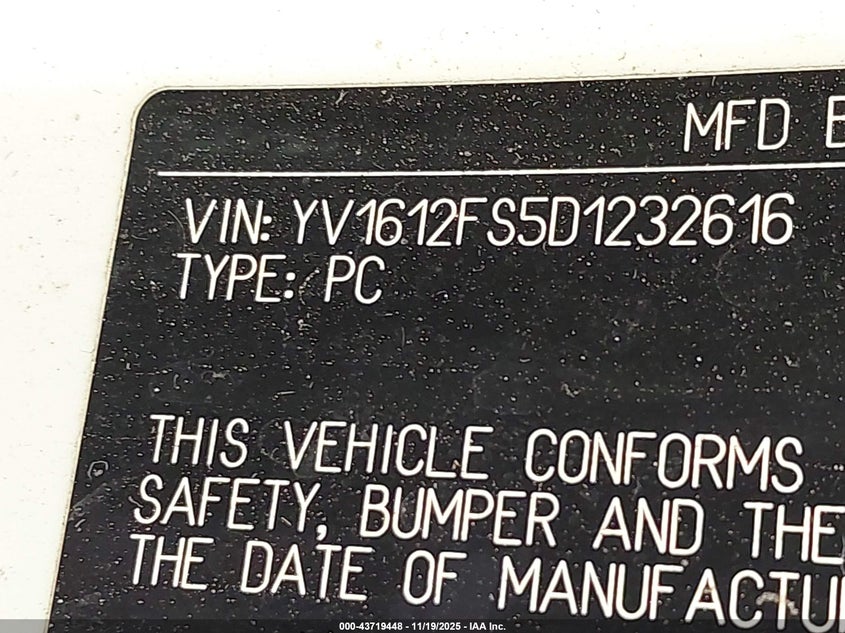 MFD
VIN: YV1612FS5D1232616
TYPE: PC
THIS VEHICLE CONFORMS
SAFETY, BUMPER AND THE
THE DATE OF
000-43719448 - 11/19/2025 - IAA Inc.